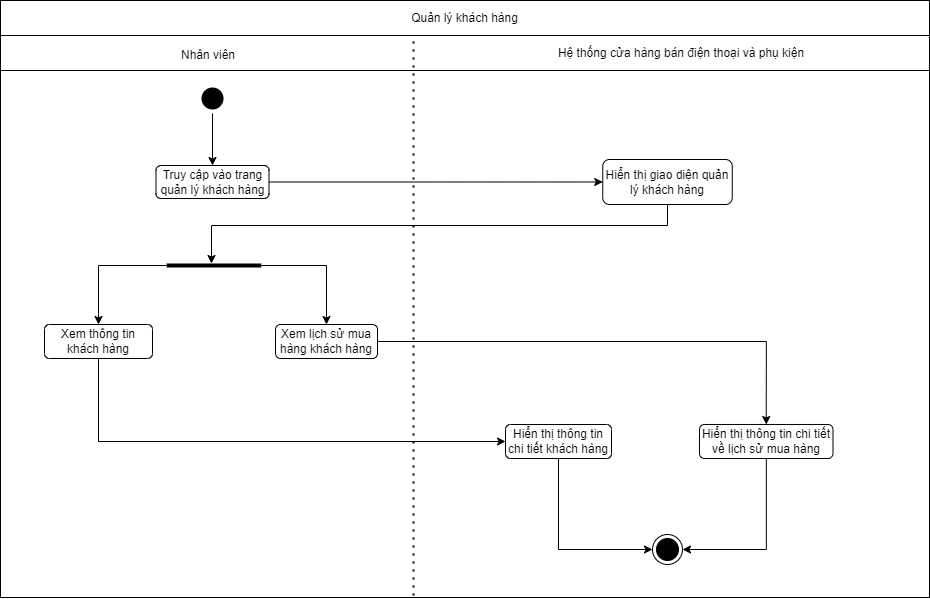 Quản lý khách hàng
Nhân viên
Hệ thống cửa hàng bán điện thoại và phụ kiện
Truy cập vào trang
quản lý khách hàng
Hiển thị giao diện quản
lý khách hàng
Xem thông tin
khách hàng
Xem lịch sử mua
hàng khách hàng
Hiển thị thông tin
chi tiết khách hàng
Hiển thị thông tin chi tiết
về lịch sử mua hàng